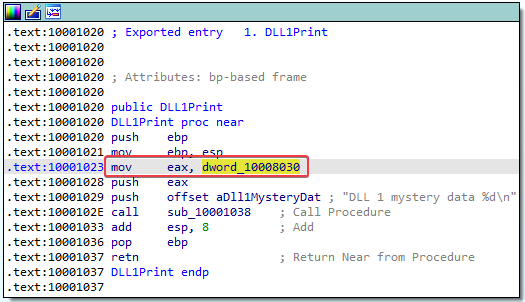 .text:10001020 ; Exported entry   1. DLL1Print
.text:10001020
.text:10001020
.text:10001020 ; Attributes: bp-based frame
.text:10001020
.text:10001020 public DLL1Print
.text:10001020 DLL1Print proc near
.text:10001020 push    ebp
.text:10001021 mov     ebp, esp
.text:10001023 mov     eax, dword_10008030
.text:10001028 push    eax
.text:10001029 push    offset aDll1MysteryDat ; "DLL 1 mystery data %d\n"
.text:1000102E call    sub_10001038    ; Call Procedure
.text:10001033 add     esp, 8          ; Add
.text:10001036 pop     ebp
.text:10001037 retn                    ; Return Near from Procedure
.text:10001037 DLL1Print endp
.text:10001037